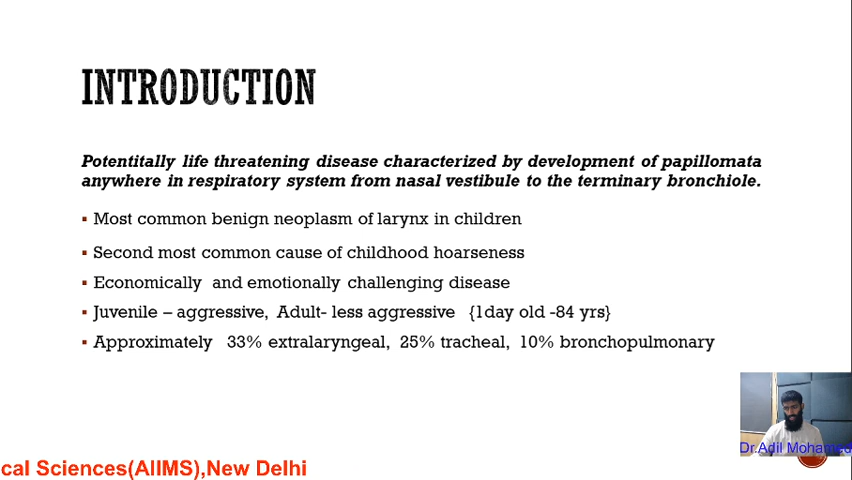 INTRODUCTION
Potentitally life threatening disease characterized by development of papillomata
anywhere in respiratory system from nasal vestibule to the terminary bronchiole.
▪ Most common benign neoplasm of larynx in children
▪ Second most common cause of childhood hoarseness
▪ Economically and emotionally challenging disease
▪ Juvenile – aggressive, Adult- less aggressive {1day old -84 yrs}
▪ Approximately 33% extralaryngeal, 25% tracheal, 10% bronchopulmonary
Dr.Adil Mohamed
cal Sciences(AIIMS),New Delhi